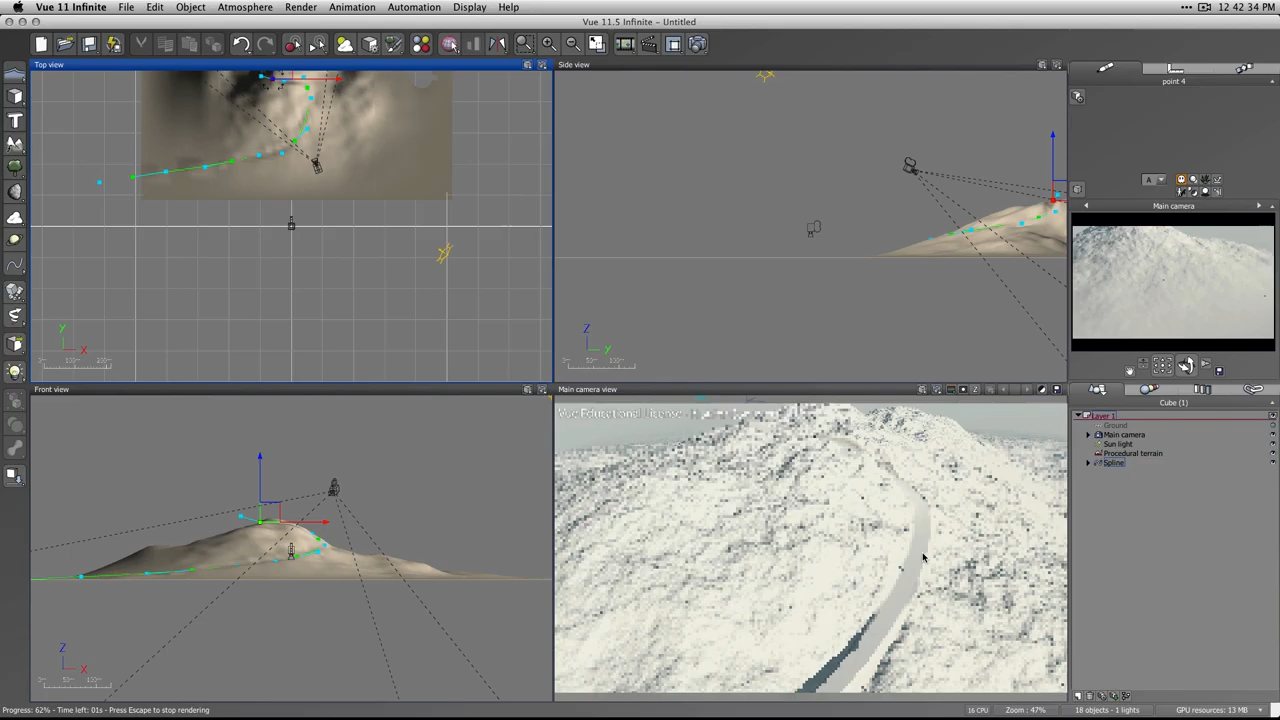 Vue 11 Infinite File Edit Object Atmosphere Render Animation Automation Display Help 12:42:34 PM
Vue 11.5 Infinite - Untitled
Top view
Side view
point 4
A
Main camera
Y
X
Z
Y
Front view
Main camera view
Cube (1)
Vue Educational License -
Layer 1
Ground
Main camera
Sun light
Procedural terrain
Spline
Z
X
Progress: 62% - Time left: 01s - Press Escape to stop rendering
16 CPU
Zoom : 47%
18 objects - 1 lights
GPU resources: 13 MB